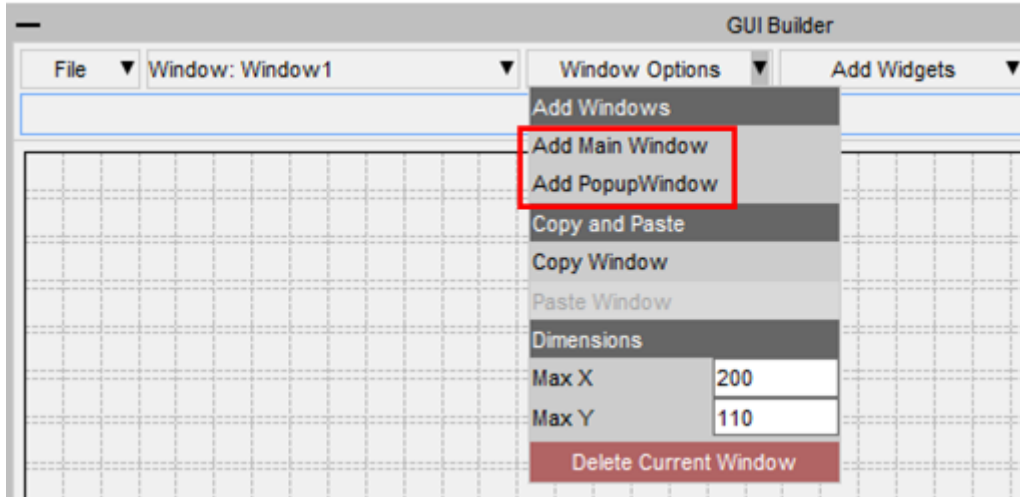 GUI Builder
File ▼ Window: Window1 ▼ Window Options ▼ Add Widgets ▼
Add Windows
Add Main Window
Add PopupWindow
Copy and Paste
Copy Window
Paste Window
Dimensions
Max X 200
Max Y 110
Delete Current Window